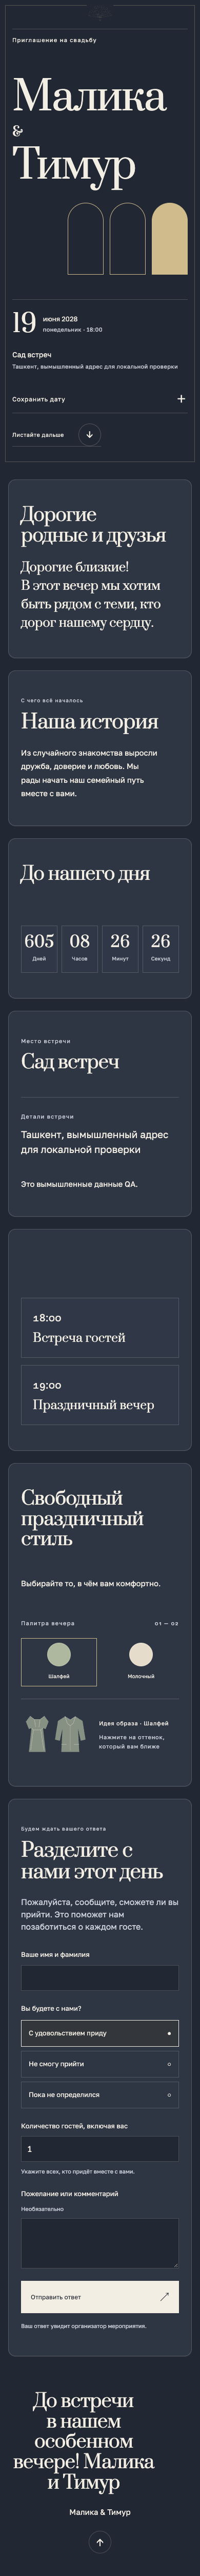 Приглашение на свадьбу
Малика
&
Тимур
19
июня 2028
понедельник · 18:00
Сад встреч
Ташкент, вымышленный адрес для локальной проверки
Сохранить дату
Листайте дальше
Дорогие
родные и друзья
Дорогие близкие!
В этот вечер мы хотим
быть рядом с теми, кто
дорог нашему сердцу.
С чего всё началось
Наша история
Из случайного знакомства выросли
дружба, доверие и любовь. Мы
рады начать наш семейный путь
вместе с вами.
До нашего дня
605 08 26 26
Дней Часов Минут Секунд
Место встречи
Сад встреч
Детали встречи
Ташкент, вымышленный адрес
для локальной проверки
Это вымышленные данные QA.
18:00
Встреча гостей
19:00
Праздничный вечер
Свободный
праздничный
стиль
Выбирайте то, в чём вам комфортно.
Палитра вечера 01 — 02
Шалфей Молочный
Идея образа · Шалфей
Нажмите на оттенок,
который вам ближе
Будем ждать вашего ответа
Разделите с
нами этот день
Пожалуйста, сообщите, сможете ли вы
прийти. Это поможет нам
позаботиться о каждом госте.
Ваше имя и фамилия
Вы будете с нами?
С удовольствием приду
Не смогу прийти
Пока не определился
Количество гостей, включая вас
1
Укажите всех, кто придёт вместе с вами.
Пожелание или комментарий
Необязательно
Отправить ответ
Ваш ответ увидит организатор мероприятия.
До встречи
в нашем
особенном
вечере! Малика
и Тимур
Малика & Тимур